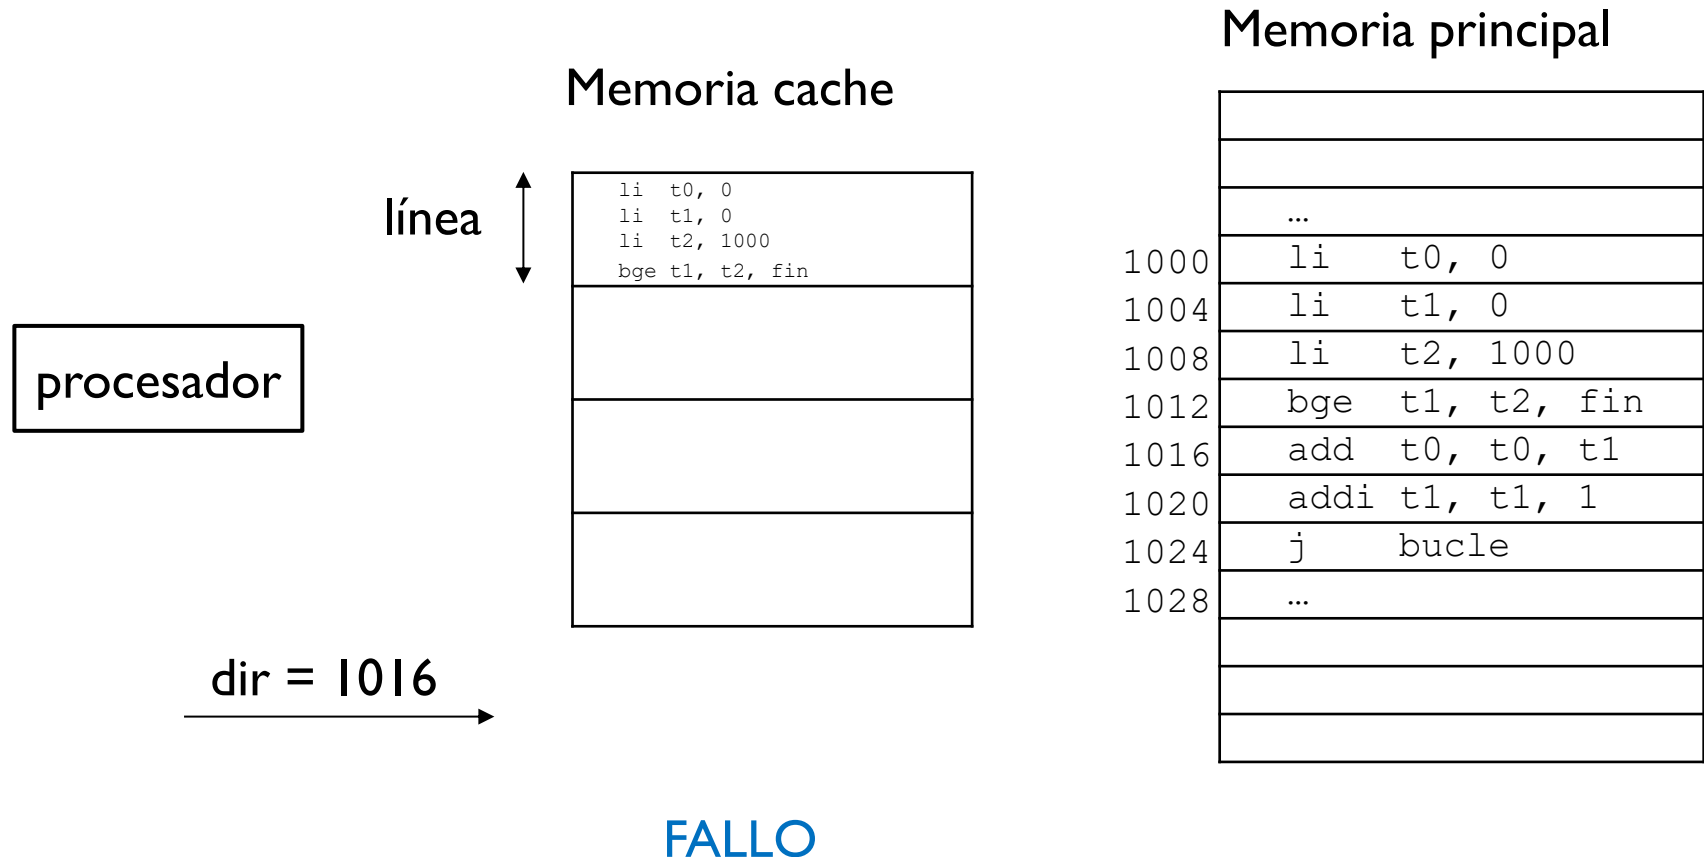 Memoria principal
Memoria cache
línea
li t0, 0
li t1, 0
li t2, 1000
bge t1, t2, fin
procesador
dir = 1016
FALLO
…
1000 li t0, 0
1004 li t1, 0
1008 li t2, 1000
1012 bge t1, t2, fin
1016 add t0, t0, t1
1020 addi t1, t1, 1
1024 j bucle
1028 …